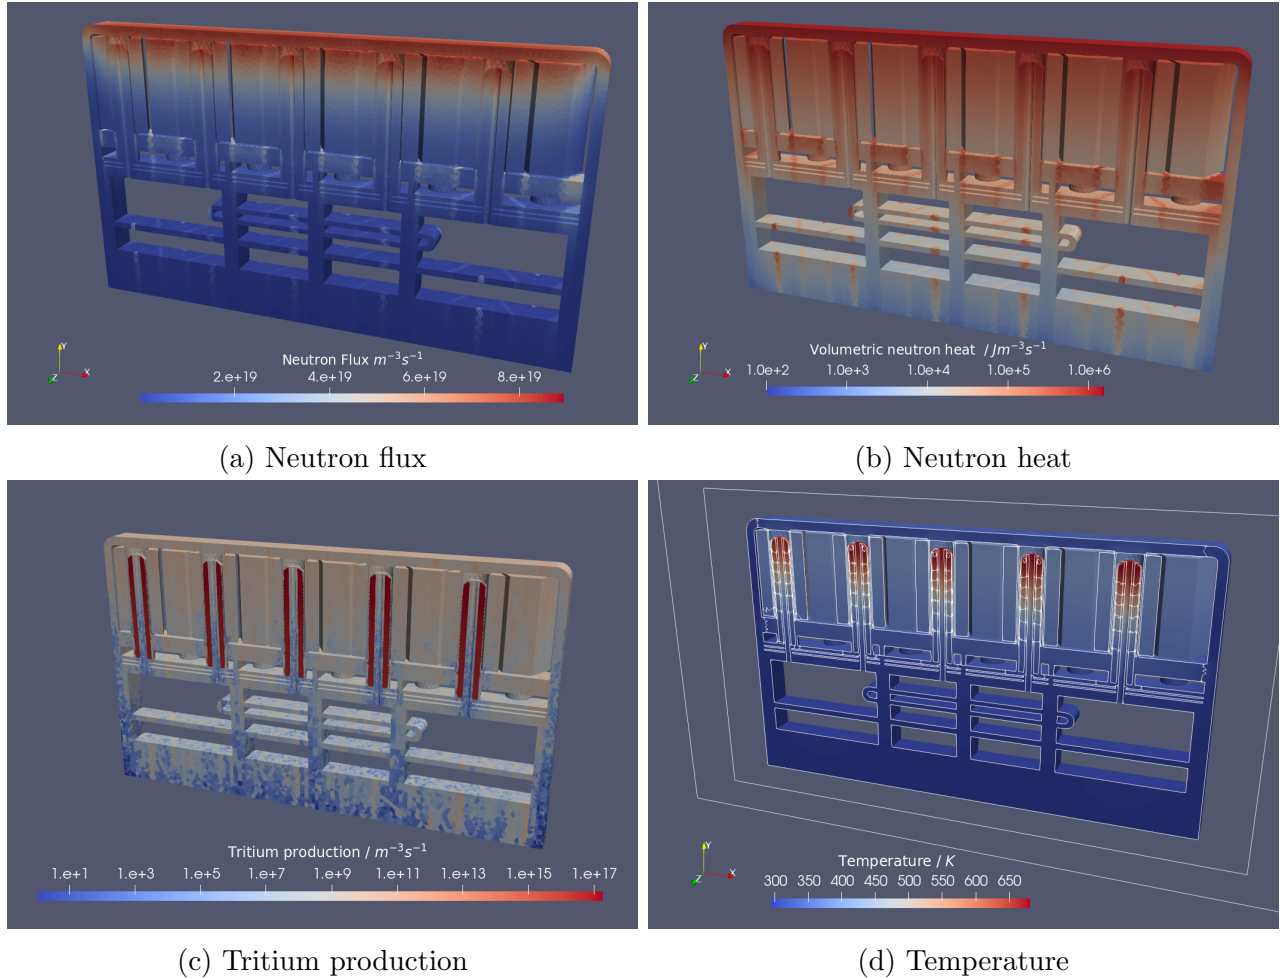 Neutron Flux m⁻³s⁻¹
2.e+19 4.e+19 6.e+19 8.e+19
Y
X
Z
(a) Neutron flux
Volumetric neutron heat / Jm⁻³s⁻¹
1.0e+2 1.0e+3 1.0e+4 1.0e+5 1.0e+6
Y
X
Z
(b) Neutron heat
Tritium production / m⁻³s⁻¹
1.e+1 1.e+3 1.e+5 1.e+7 1.e+9 1.e+11 1.e+13 1.e+15 1.e+17
(c) Tritium production
Temperature / K
300 350 400 450 500 550 600 650
Y
X
Z
(d) Temperature